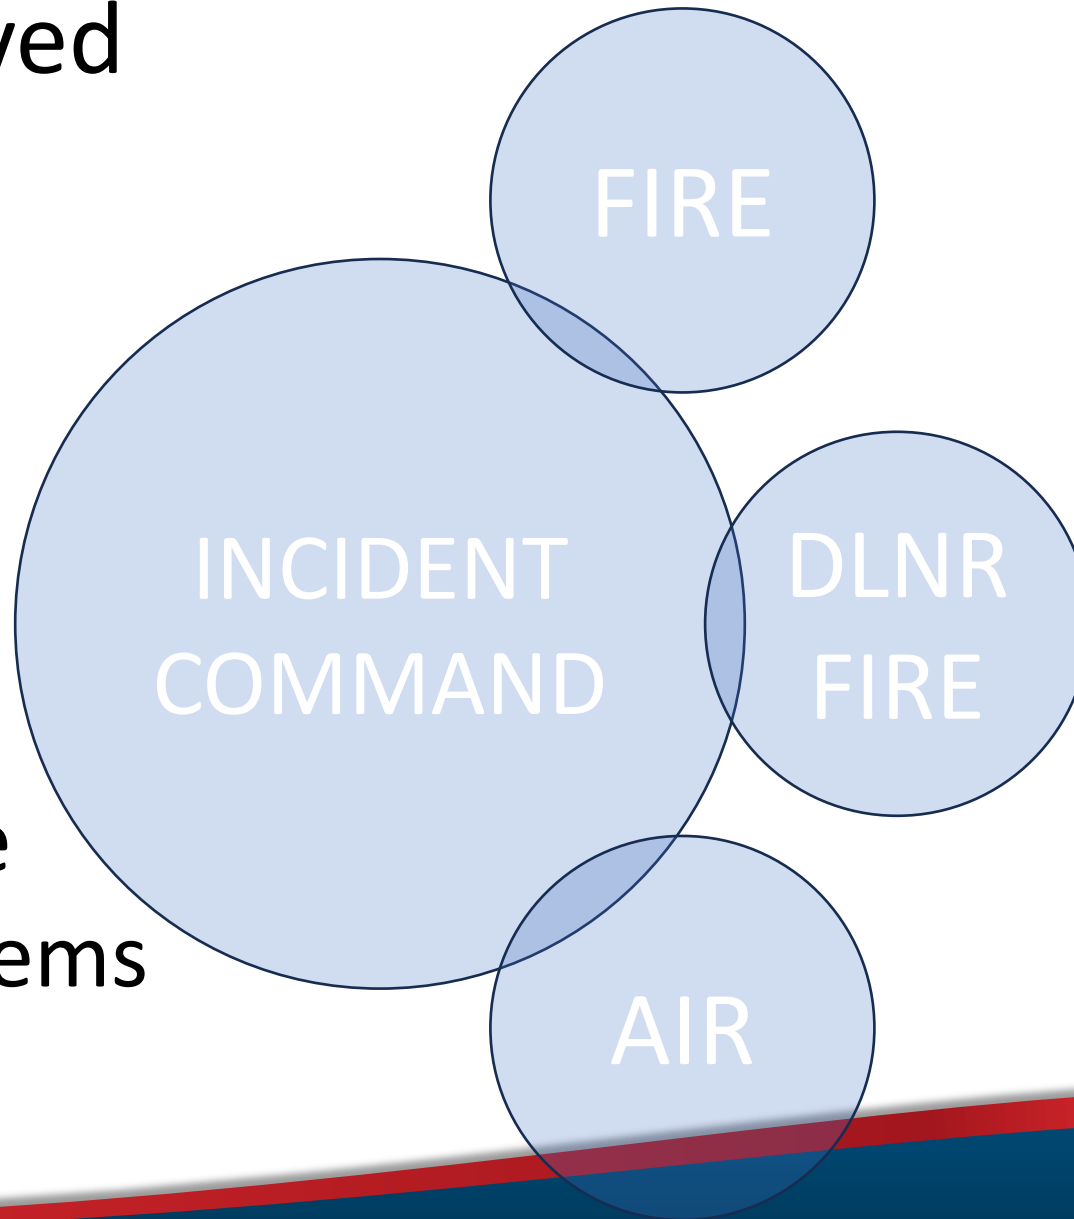 ved
FIRE
INCIDENT
COMMAND
DLNR
FIRE
e
ems
AIR